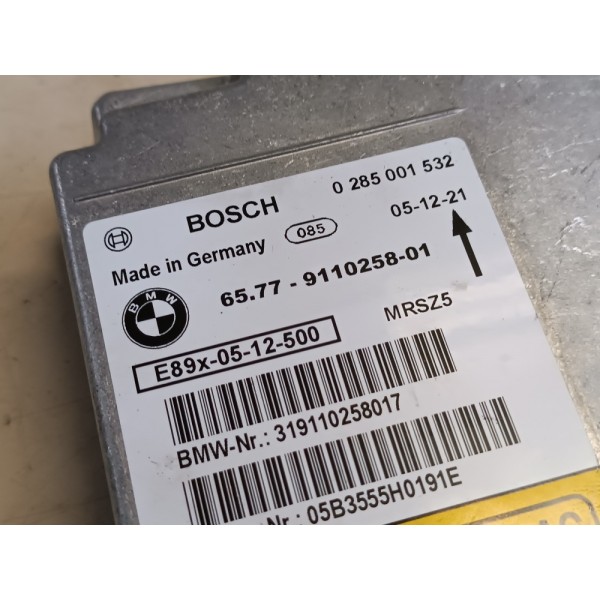 BOSCH 0 285 001 532
Made in Germany 085 05-12-21
BMW 65.77 - 9110258-01
E89x-05-12-500 MRSZ5
BMW-Nr.: 319110258017
Nr.: 05B3555H0191E